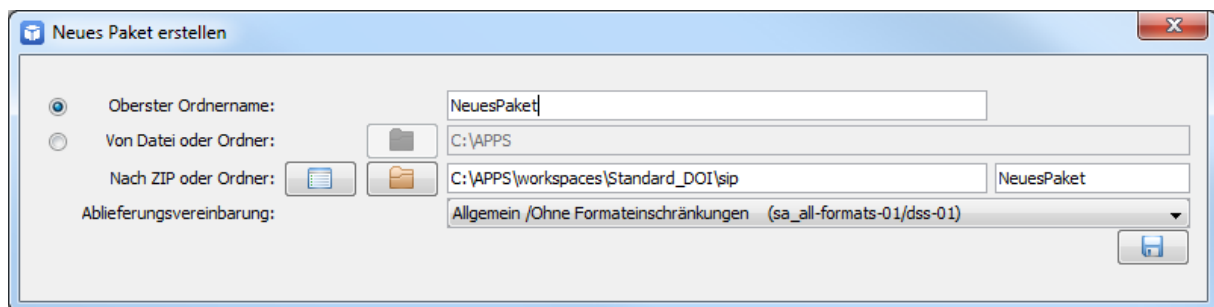 Neues Paket erstellen
Oberster Ordnername: NeuesPaket
Von Datei oder Ordner: C:\APPS
Nach ZIP oder Ordner: C:\APPS\workspaces\Standard_DOI\sip NeuesPaket
Ablieferungsvereinbarung: Allgemein /Ohne Formateinschränkungen (sa_all-formats-01/dss-01)